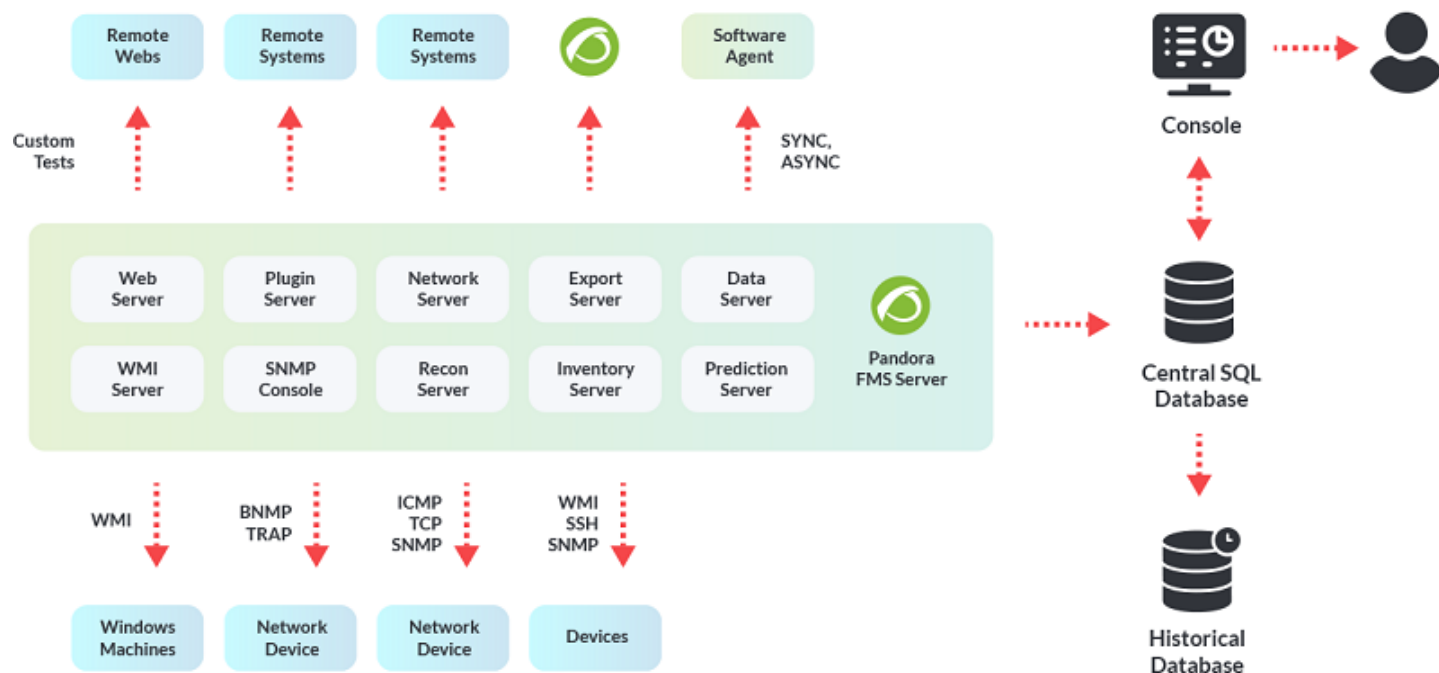 Remote
Webs
Remote
Systems
Remote
Systems
Software
Agent
Custom
Tests
SYNC,
ASYNC
Console
Web
Server
Plugin
Server
Network
Server
Export
Server
Data
Server
WMI
Server
SNMP
Console
Recon
Server
Inventory
Server
Prediction
Server
Pandora
FMS Server
Central SQL
Database
WMI
BNMP
TRAP
ICMP
TCP
SNMP
WMI
SSH
SNMP
Windows
Machines
Network
Device
Network
Device
Devices
Historical
Database